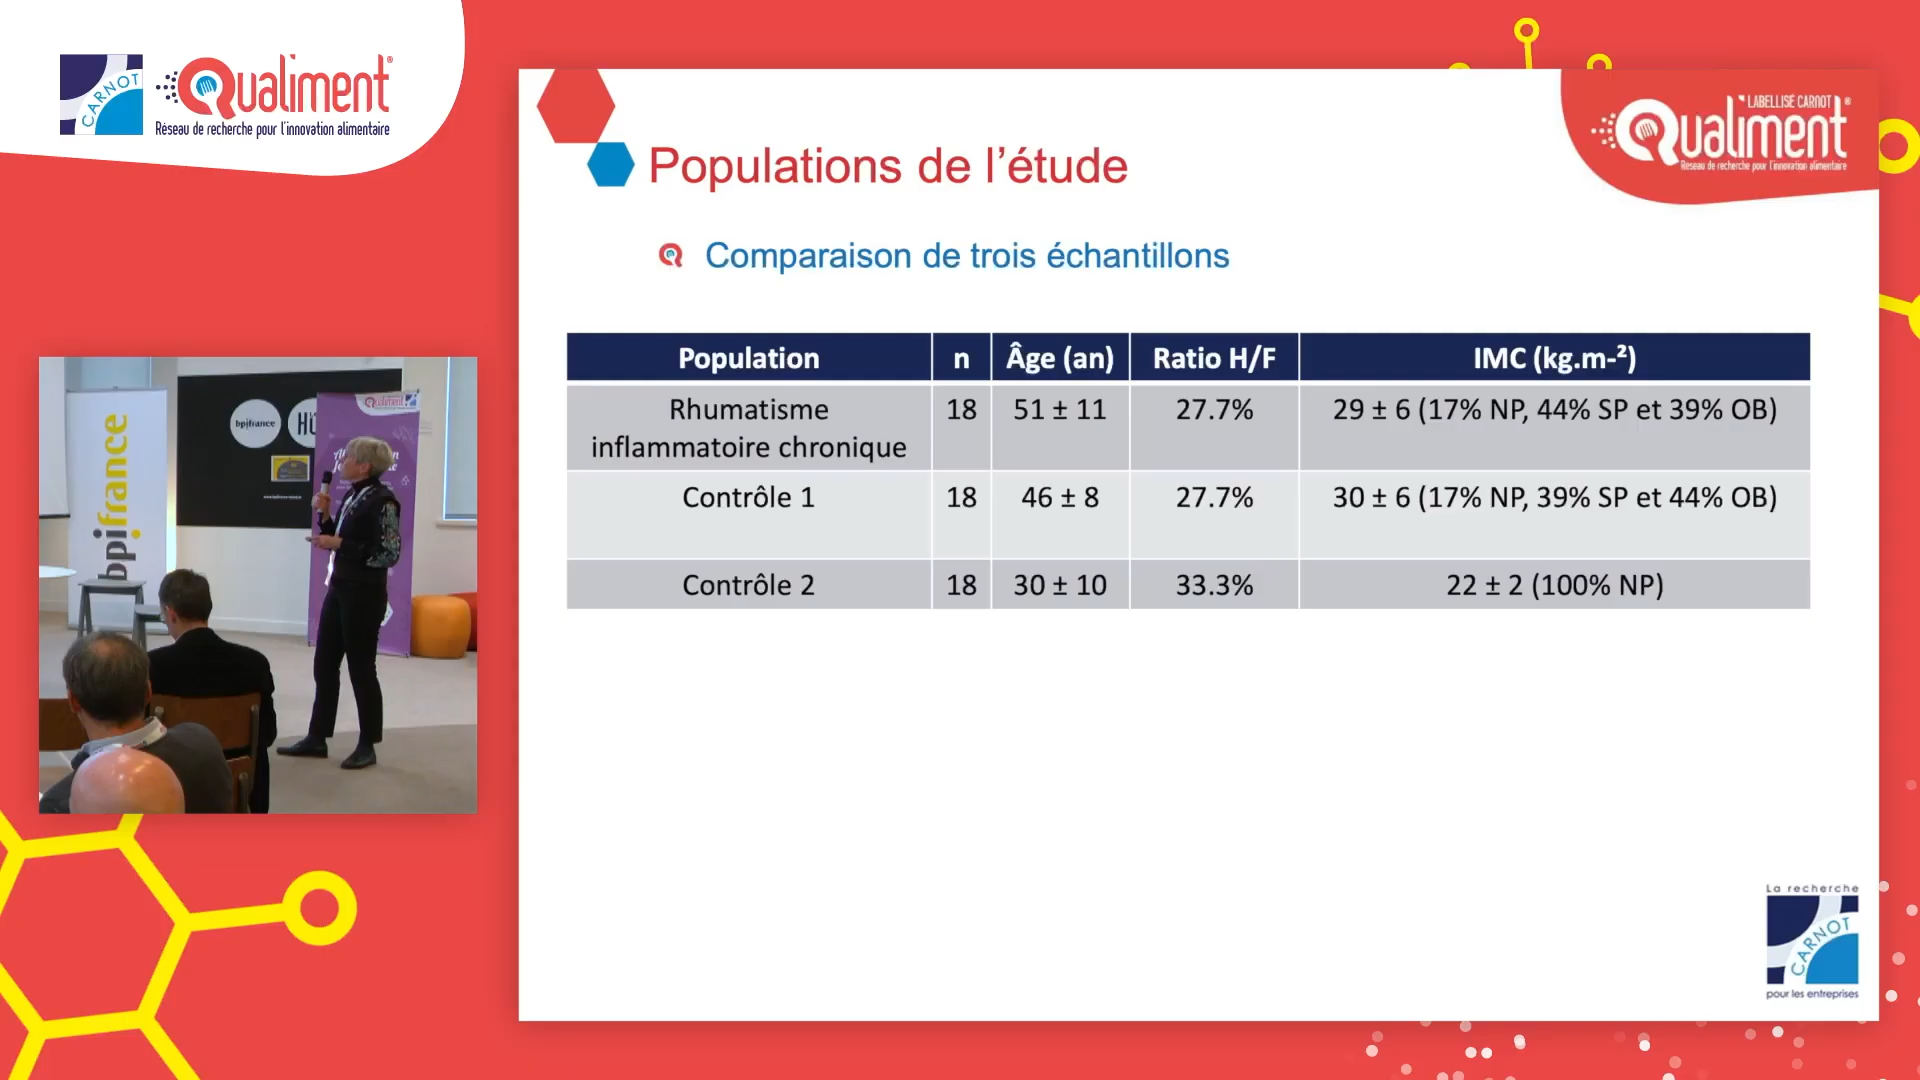 CARNOT
Qualiment®
Réseau de recherche pour l'innovation alimentaire
LABELLISÉ CARNOT
Qualiment®
Réseau de recherche pour l'innovation alimentaire
Populations de l'étude
Comparaison de trois échantillons
Population n Âge (an) Ratio H/F IMC (kg.m-²)
Rhumatisme inflammatoire chronique 18 51 ± 11 27.7% 29 ± 6 (17% NP, 44% SP et 39% OB)
Contrôle 1 18 46 ± 8 27.7% 30 ± 6 (17% NP, 39% SP et 44% OB)
Contrôle 2 18 30 ± 10 33.3% 22 ± 2 (100% NP)
bpifrance
bpifrance
Qualiment
La recherche
CARNOT
pour les entreprises